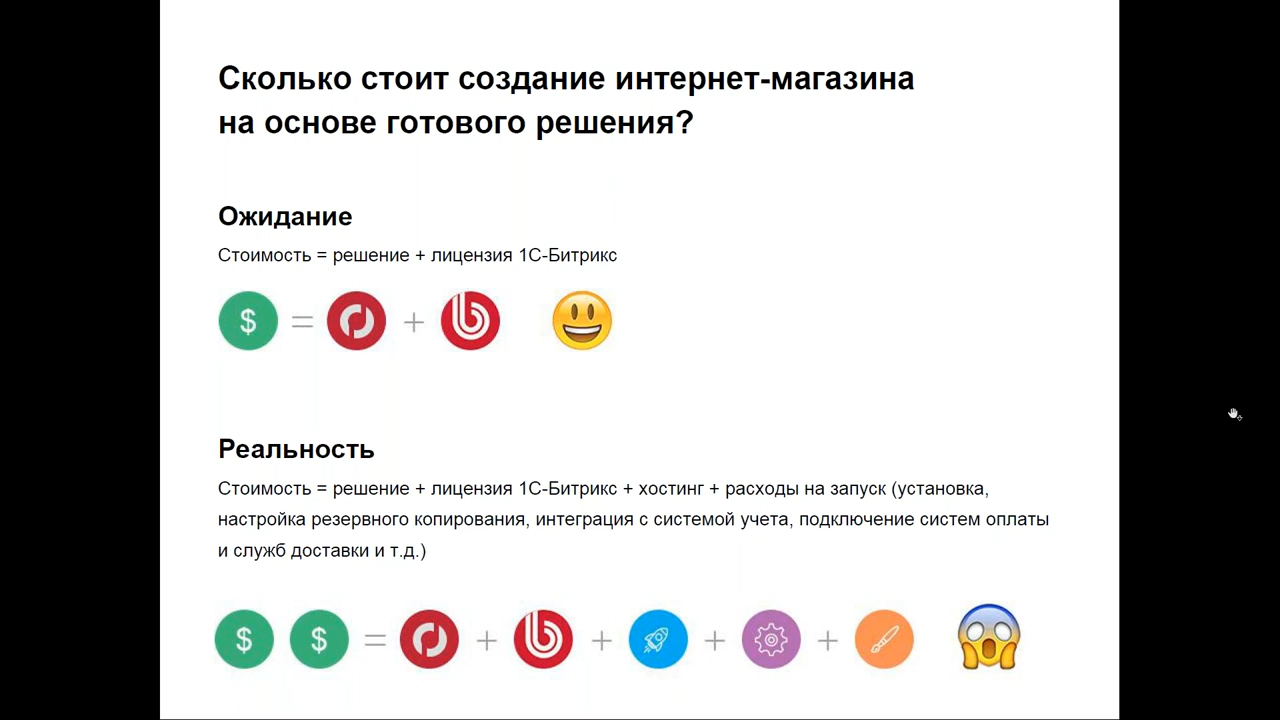 Сколько стоит создание интернет-магазина
на основе готового решения?
Ожидание
Стоимость = решение + лицензия 1С-Битрикс
$ = + 
Реальность
Стоимость = решение + лицензия 1С-Битрикс + хостинг + расходы на запуск (установка,
настройка резервного копирования, интеграция с системой учета, подключение систем оплаты
и служб доставки и т.д.)
$ $ = + + + +